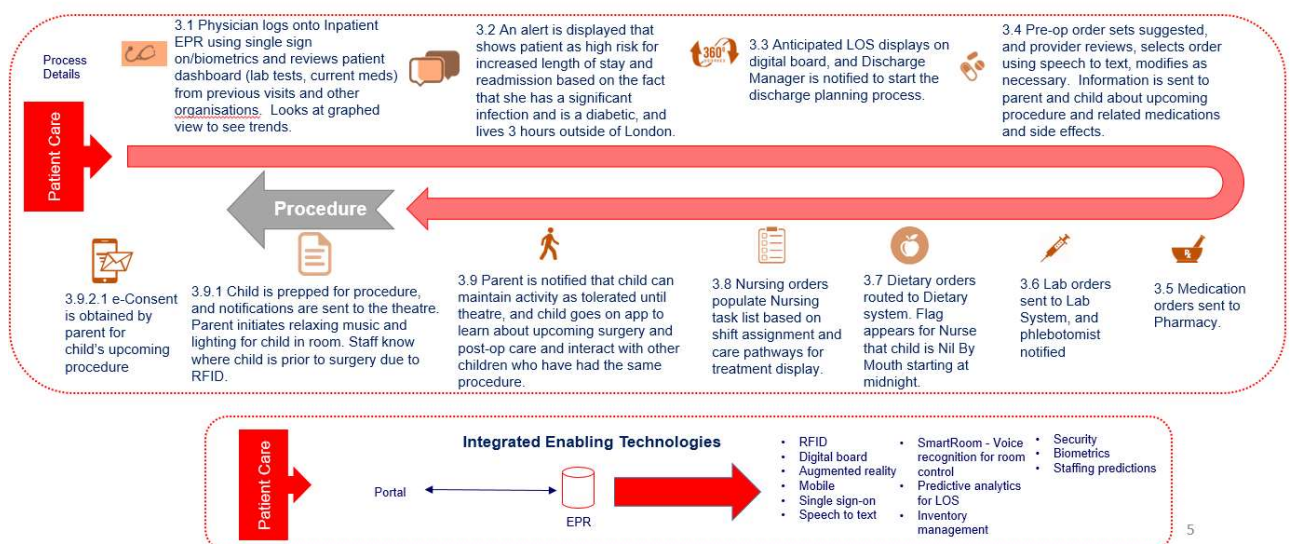 Process
Details
Patient Care
3.1 Physician logs onto Inpatient
EPR using single sign
on/biometrics and reviews patient
dashboard (lab tests, current meds)
from previous visits and other
organisations.  Looks at graphed
view to see trends.
3.2 An alert is displayed that
shows patient as high risk for
increased length of stay and
readmission based on the fact
that she has a significant
infection and is a diabetic, and
lives 3 hours outside of London.
360°
3.3 Anticipated LOS displays on
digital board, and Discharge
Manager is notified to start the
discharge planning process.
3.4 Pre-op order sets suggested,
and provider reviews, selects order
using speech to text, modifies as
necessary.  Information is sent to
parent and child about upcoming
procedure and related medications
and side effects.
Procedure
3.9.2.1 e-Consent
is obtained by
parent for
child's upcoming
procedure
3.9.1 Child is prepped for procedure,
and notifications are sent to the theatre.
Parent initiates relaxing music and
lighting for child in room. Staff know
where child is prior to surgery due to
RFID.
3.9 Parent is notified that child can
maintain activity as tolerated until
theatre, and child goes on app to
learn about upcoming surgery and
post-op care and interact with other
children who have had the same
procedure.
3.8 Nursing orders
populate Nursing
task list based on
shift assignment and
care pathways for
treatment display.
3.7 Dietary orders
routed to Dietary
system. Flag
appears for Nurse
that child is Nil By
Mouth starting at
midnight.
3.6 Lab orders
sent to Lab
System, and
phlebotomist
notified
3.5 Medication
orders sent to
Pharmacy.
Patient Care
Integrated Enabling Technologies
Portal
EPR
• RFID
• Digital board
• Augmented reality
• Mobile
• Single sign-on
• Speech to text
• SmartRoom - Voice
recognition for room
control
• Predictive analytics
for LOS
• Inventory
management
• Security
• Biometrics
• Staffing predictions
5